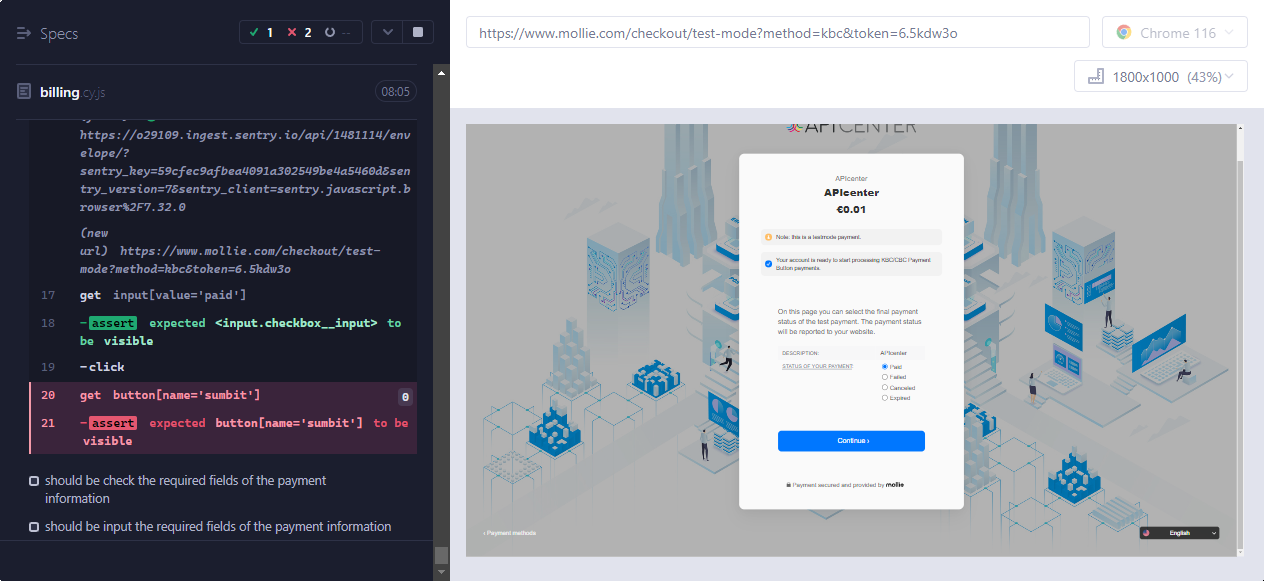 Specs
1
2
--
billing.cy.js
08:05
https://o29109.ingest.sentry.io/api/1481114/env
elope/?
sentry_key=59cfec9afbea4091a302549be4a5460d&sen
try_version=7&sentry_client=sentry.javascript.b
rowser%2F7.32.0
(new
url) https://www.mollie.com/checkout/test-
mode?method=kbc&token=6.5kdw3o
17 get input[value='paid']
18 -assert expected <input.checkbox__input> to
be visible
19 -click
20 get button[name='sumbit'] 0
21 -assert expected button[name='sumbit'] to be
visible
should be check the required fields of the payment
information
should be input the required fields of the payment information
https://www.mollie.com/checkout/test-mode?method=kbc&token=6.5kdw3o
Chrome 116
1800x1000 (43%)
APICENTER
APIcenter
APIcenter
€0.01
Note: this is a testmode payment.
Your account is ready to start processing KBC/CBC Payment
Button payments.
On this page you can select the final payment
status of the test payment. The payment status
will be reported to your website.
DESCRIPTION: APIcenter
STATUS OF YOUR PAYMENT Paid
Failed
Canceled
Expired
Continue ›
Payment secured and provided by mollie
‹ Payment methods
English